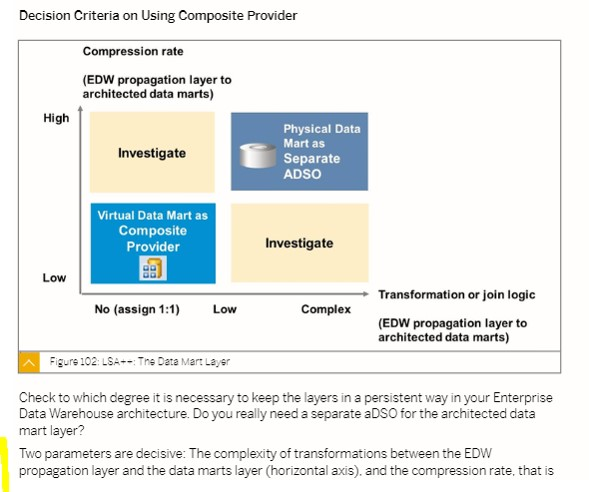 Decision Criteria on Using Composite Provider
Compression rate
(EDW propagation layer to
architected data marts)
High
Investigate
Physical Data
Mart as
Separate
ADSO
Virtual Data Mart as
Composite
Provider
Investigate
Low
No (assign 1:1)
Low
Complex
Transformation or join logic
(EDW propagation layer to
architected data marts)
Figure 102: LSA++: The Data Mart Layer
Check to which degree it is necessary to keep the layers in a persistent way in your Enterprise
Data Warehouse architecture. Do you really need a separate aDSO for the architected data
mart layer?
Two parameters are decisive: The complexity of transformations between the EDW
propagation layer and the data marts layer (horizontal axis), and the compression rate, that is